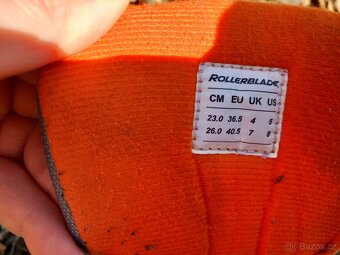 ROLLERBLADE
CM EU UK US
23.0 36.5 4 5
26.0 40.5 7 8
bazos.cz